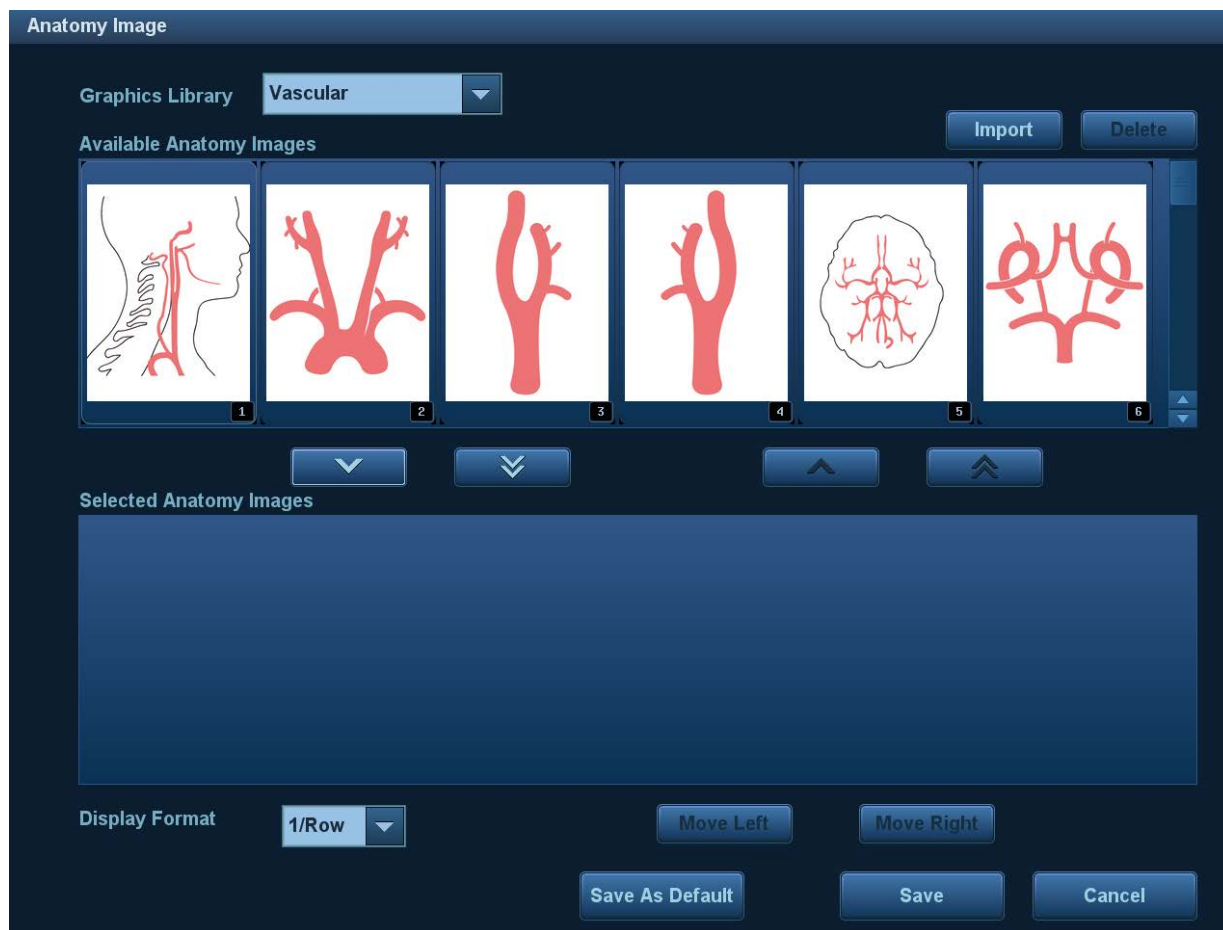 Anatomy Image
Graphics Library Vascular
Import Delete
Available Anatomy Images
1 2 3 4 5 6
Selected Anatomy Images
Display Format 1/Row Move Left Move Right
Save As Default Save Cancel